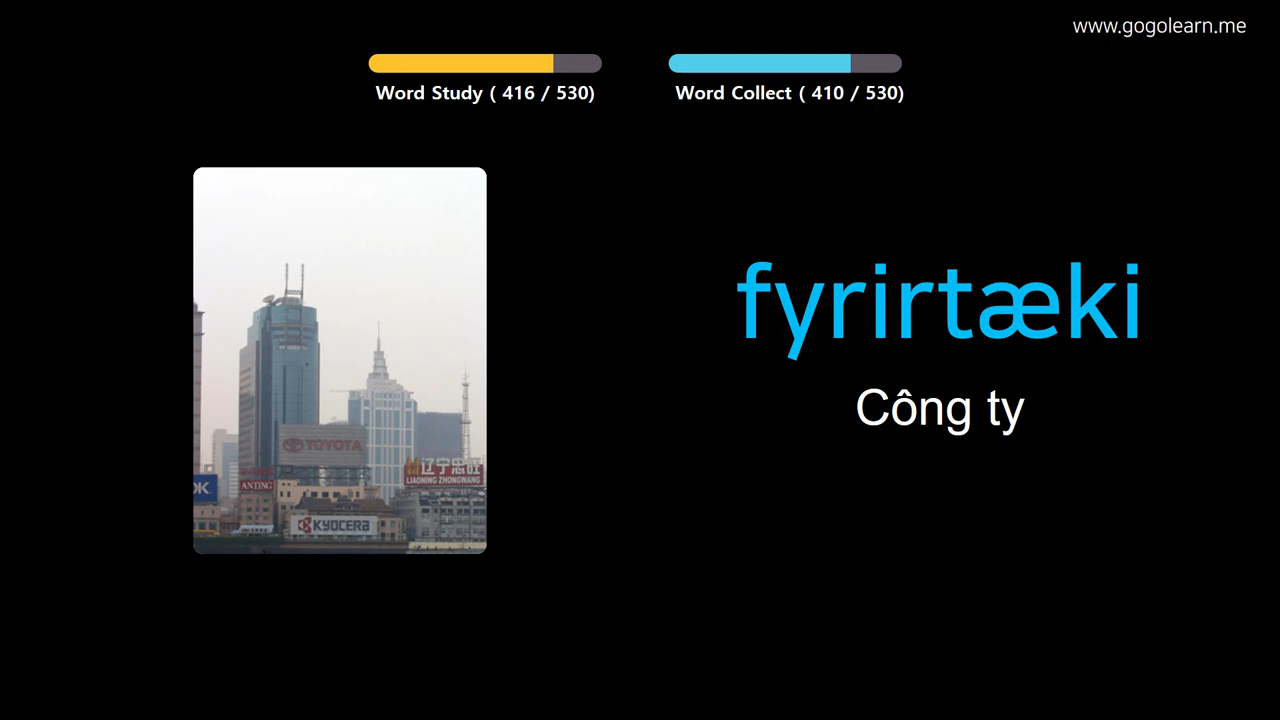 www.gogolearn.me
Word Study ( 416 / 530)
Word Collect ( 410 / 530)
fyrirtæki
Công ty
TOYOTA
辽宁忠旺
LIAONING ZHONGWANG
OK
ANTING
KYOCERA